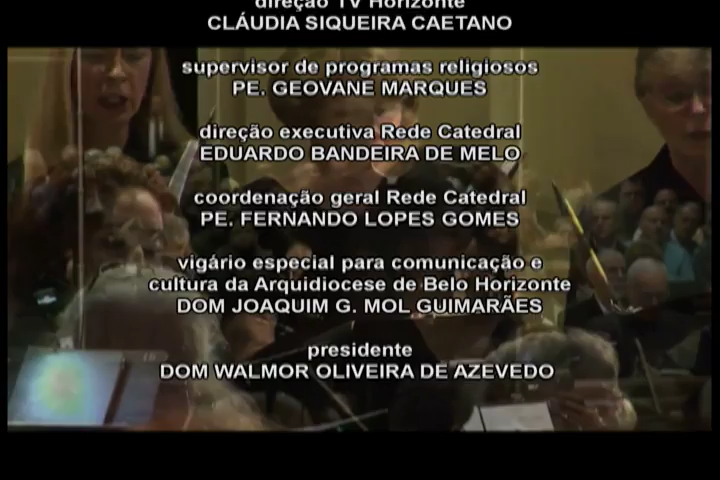 direção TV Horizonte
CLÁUDIA SIQUEIRA CAETANO
supervisor de programas religiosos
PE. GEOVANE MARQUES
direção executiva Rede Catedral
EDUARDO BANDEIRA DE MELO
coordenação geral Rede Catedral
PE. FERNANDO LOPES GOMES
vigário especial para comunicação e
cultura da Arquidiocese de Belo Horizonte
DOM JOAQUIM G. MOL GUIMARÃES
presidente
DOM WALMOR OLIVEIRA DE AZEVEDO